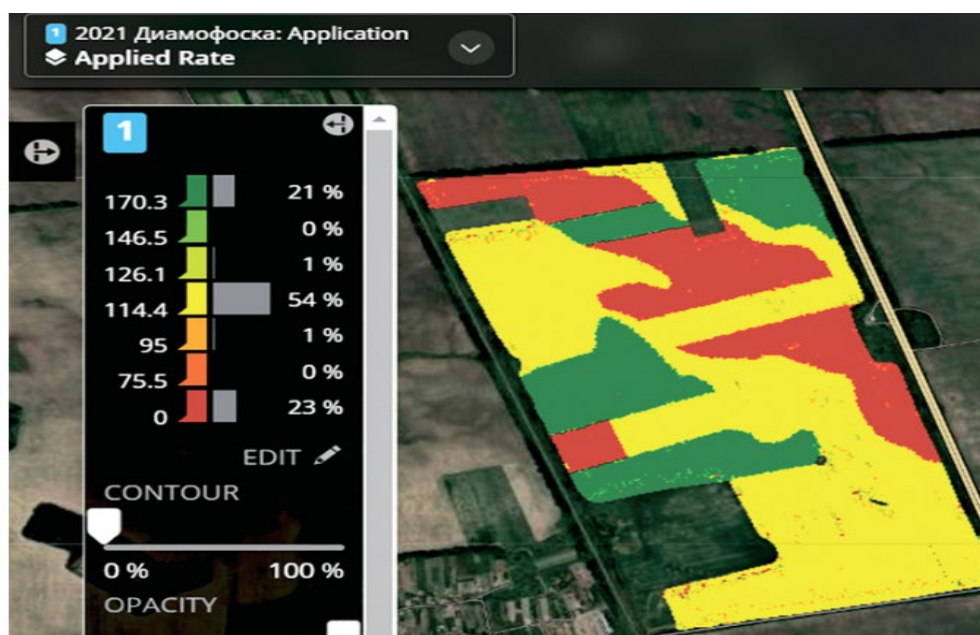 1 2021 Диамофоска: Application
Applied Rate
1
170.3 21 %
146.5 0 %
126.1 1 %
114.4 54 %
95 1 %
75.5 0 %
0 23 %
EDIT
CONTOUR
0 % 100 %
OPACITY